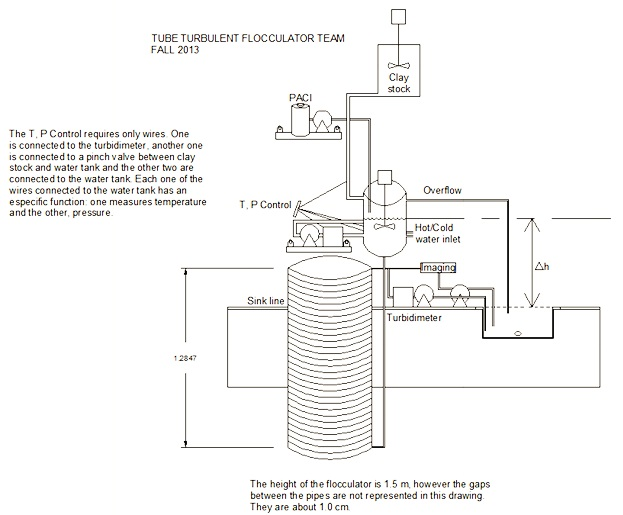 TUBE TURBULENT FLOCCULATOR TEAM
FALL 2013
Clay
stock
PACl
The T, P Control requires only wires. One
is connected to the turbidimeter, another one
is connected to a pinch valve between clay
stock and water tank and the other two are
connected to the water tank. Each one of the
wires connected to the water tank has an
especific function: one measures temperature
and the other, pressure.
T, P Control
Overflow
Hot/Cold
water inlet
Imaging
Δh
Sink line
Turbidimeter
1.2847
The height of the flocculator is 1.5 m, however the gaps
between the pipes are not represented in this drawing.
They are about 1.0 cm.